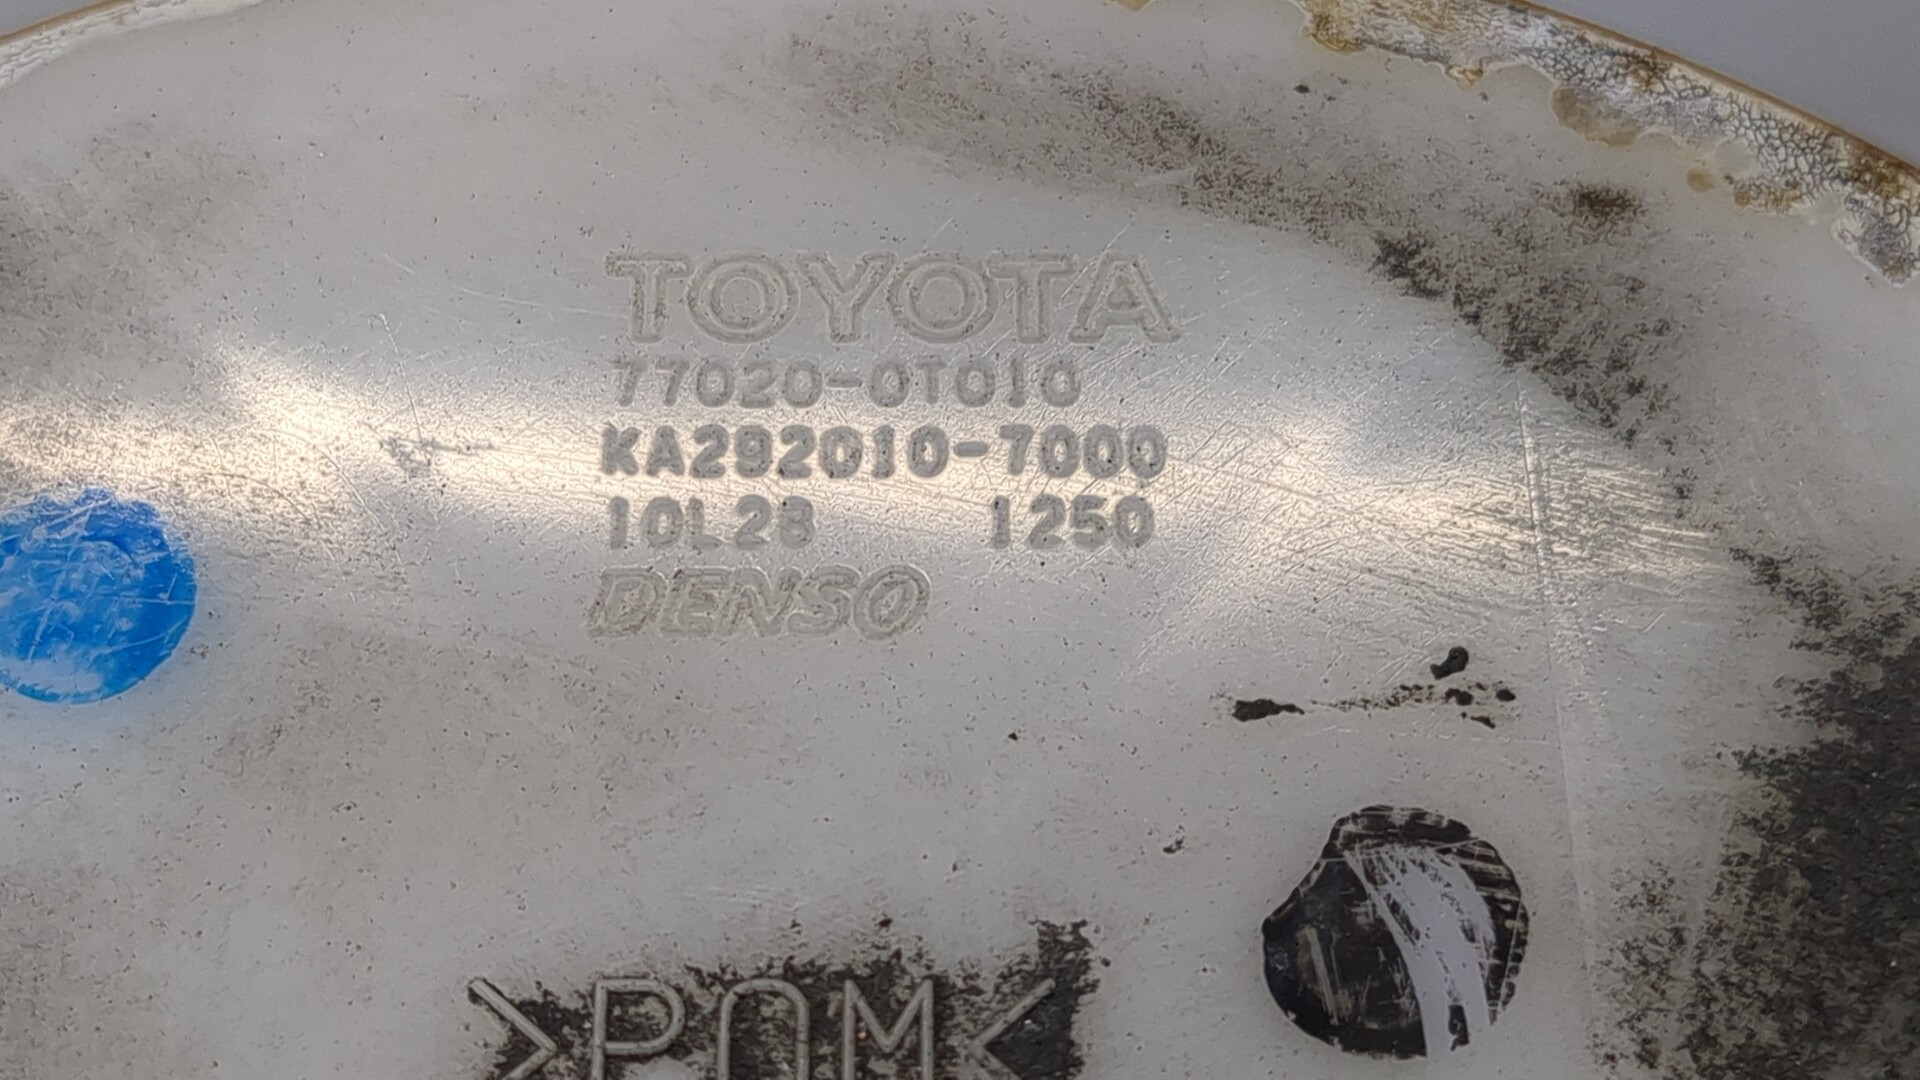 TOYOTA
77020-0T010
KA292010-7000
10L28 1250
DENSO
>POM<